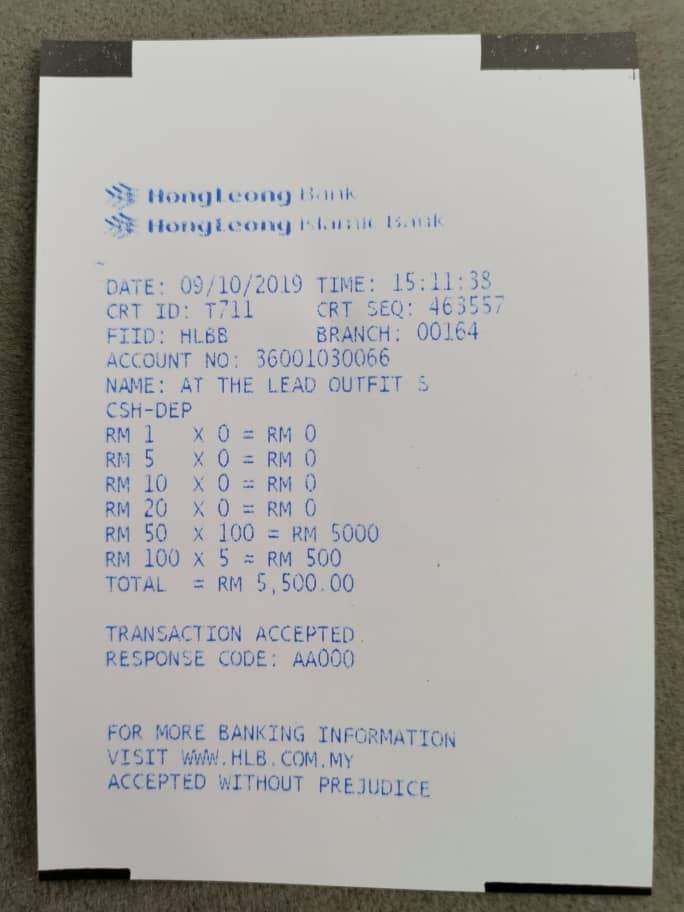 HongLeong Bank
HongLeong Islamic Bank
DATE: 09/10/2019 TIME: 15:11:38
CRT ID: T711 CRT SEQ: 463557
FIID: HLBB BRANCH: 00164
ACCOUNT NO: 36001030066
NAME: AT THE LEAD OUTFIT S
CSH-DEP
RM 1 X 0 = RM 0
RM 5 X 0 = RM 0
RM 10 X 0 = RM 0
RM 20 X 0 = RM 0
RM 50 X 100 = RM 5000
RM 100 X 5 = RM 500
TOTAL = RM 5,500.00
TRANSACTION ACCEPTED
RESPONSE CODE: AA000
FOR MORE BANKING INFORMATION
VISIT WWW.HLB.COM.MY
ACCEPTED WITHOUT PREJUDICE